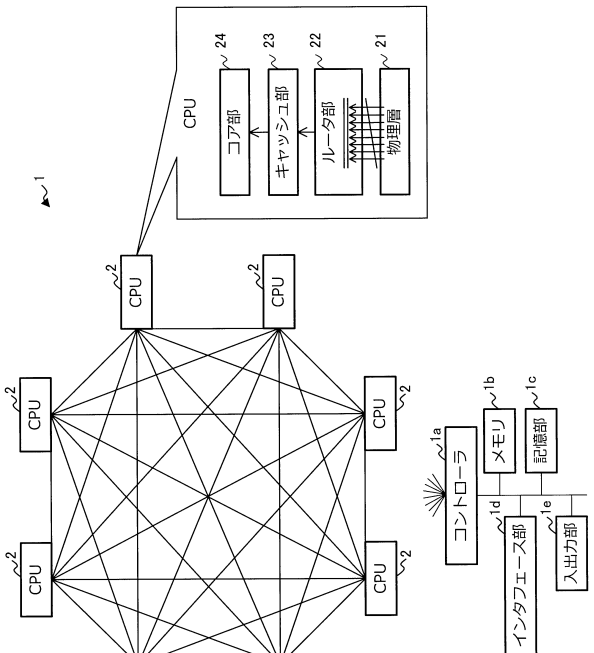 1
CPU
24
コア部
23
キャッシュ部
22
ルータ部
21
物理層
2
CPU
2
CPU
2
CPU
2
CPU
2
CPU
2
CPU
1a
コントローラ
1b
メモリ
1c
記憶部
1d
インタフェース部
1e
入出力部